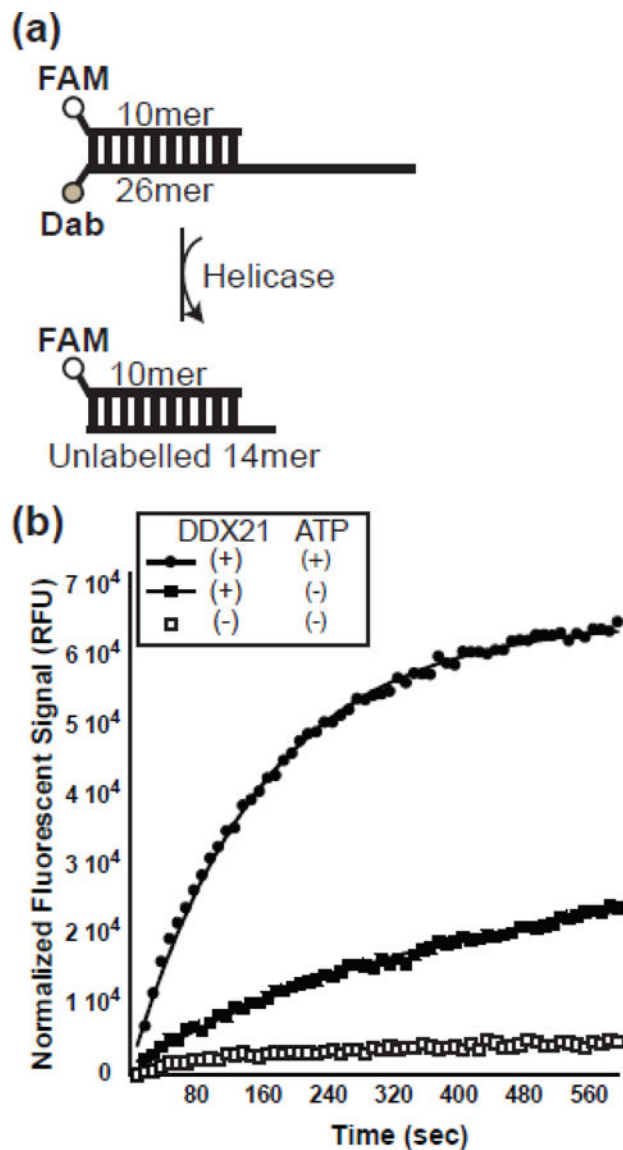 (a)
FAM
10mer
26mer
Dab
Helicase
FAM
10mer
Unlabelled 14mer
(b)
DDX21 ATP
(+) (+)
(+) (-)
(-) (-)
Normalized Fluorescent Signal (RFU)
7 10⁴
6 10⁴
5 10⁴
4 10⁴
3 10⁴
2 10⁴
1 10⁴
0
80 160 240 320 400 480 560
Time (sec)